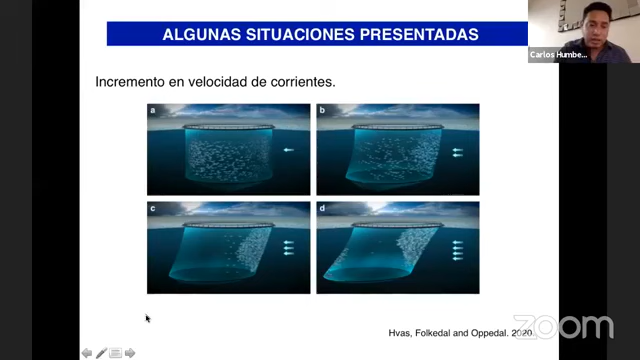 ALGUNAS SITUACIONES PRESENTADAS
Carlos Humbe...
Incremento en velocidad de corrientes.
a
b
c
d
Hvas, Folkedal and Oppedal. 2020.
zoom